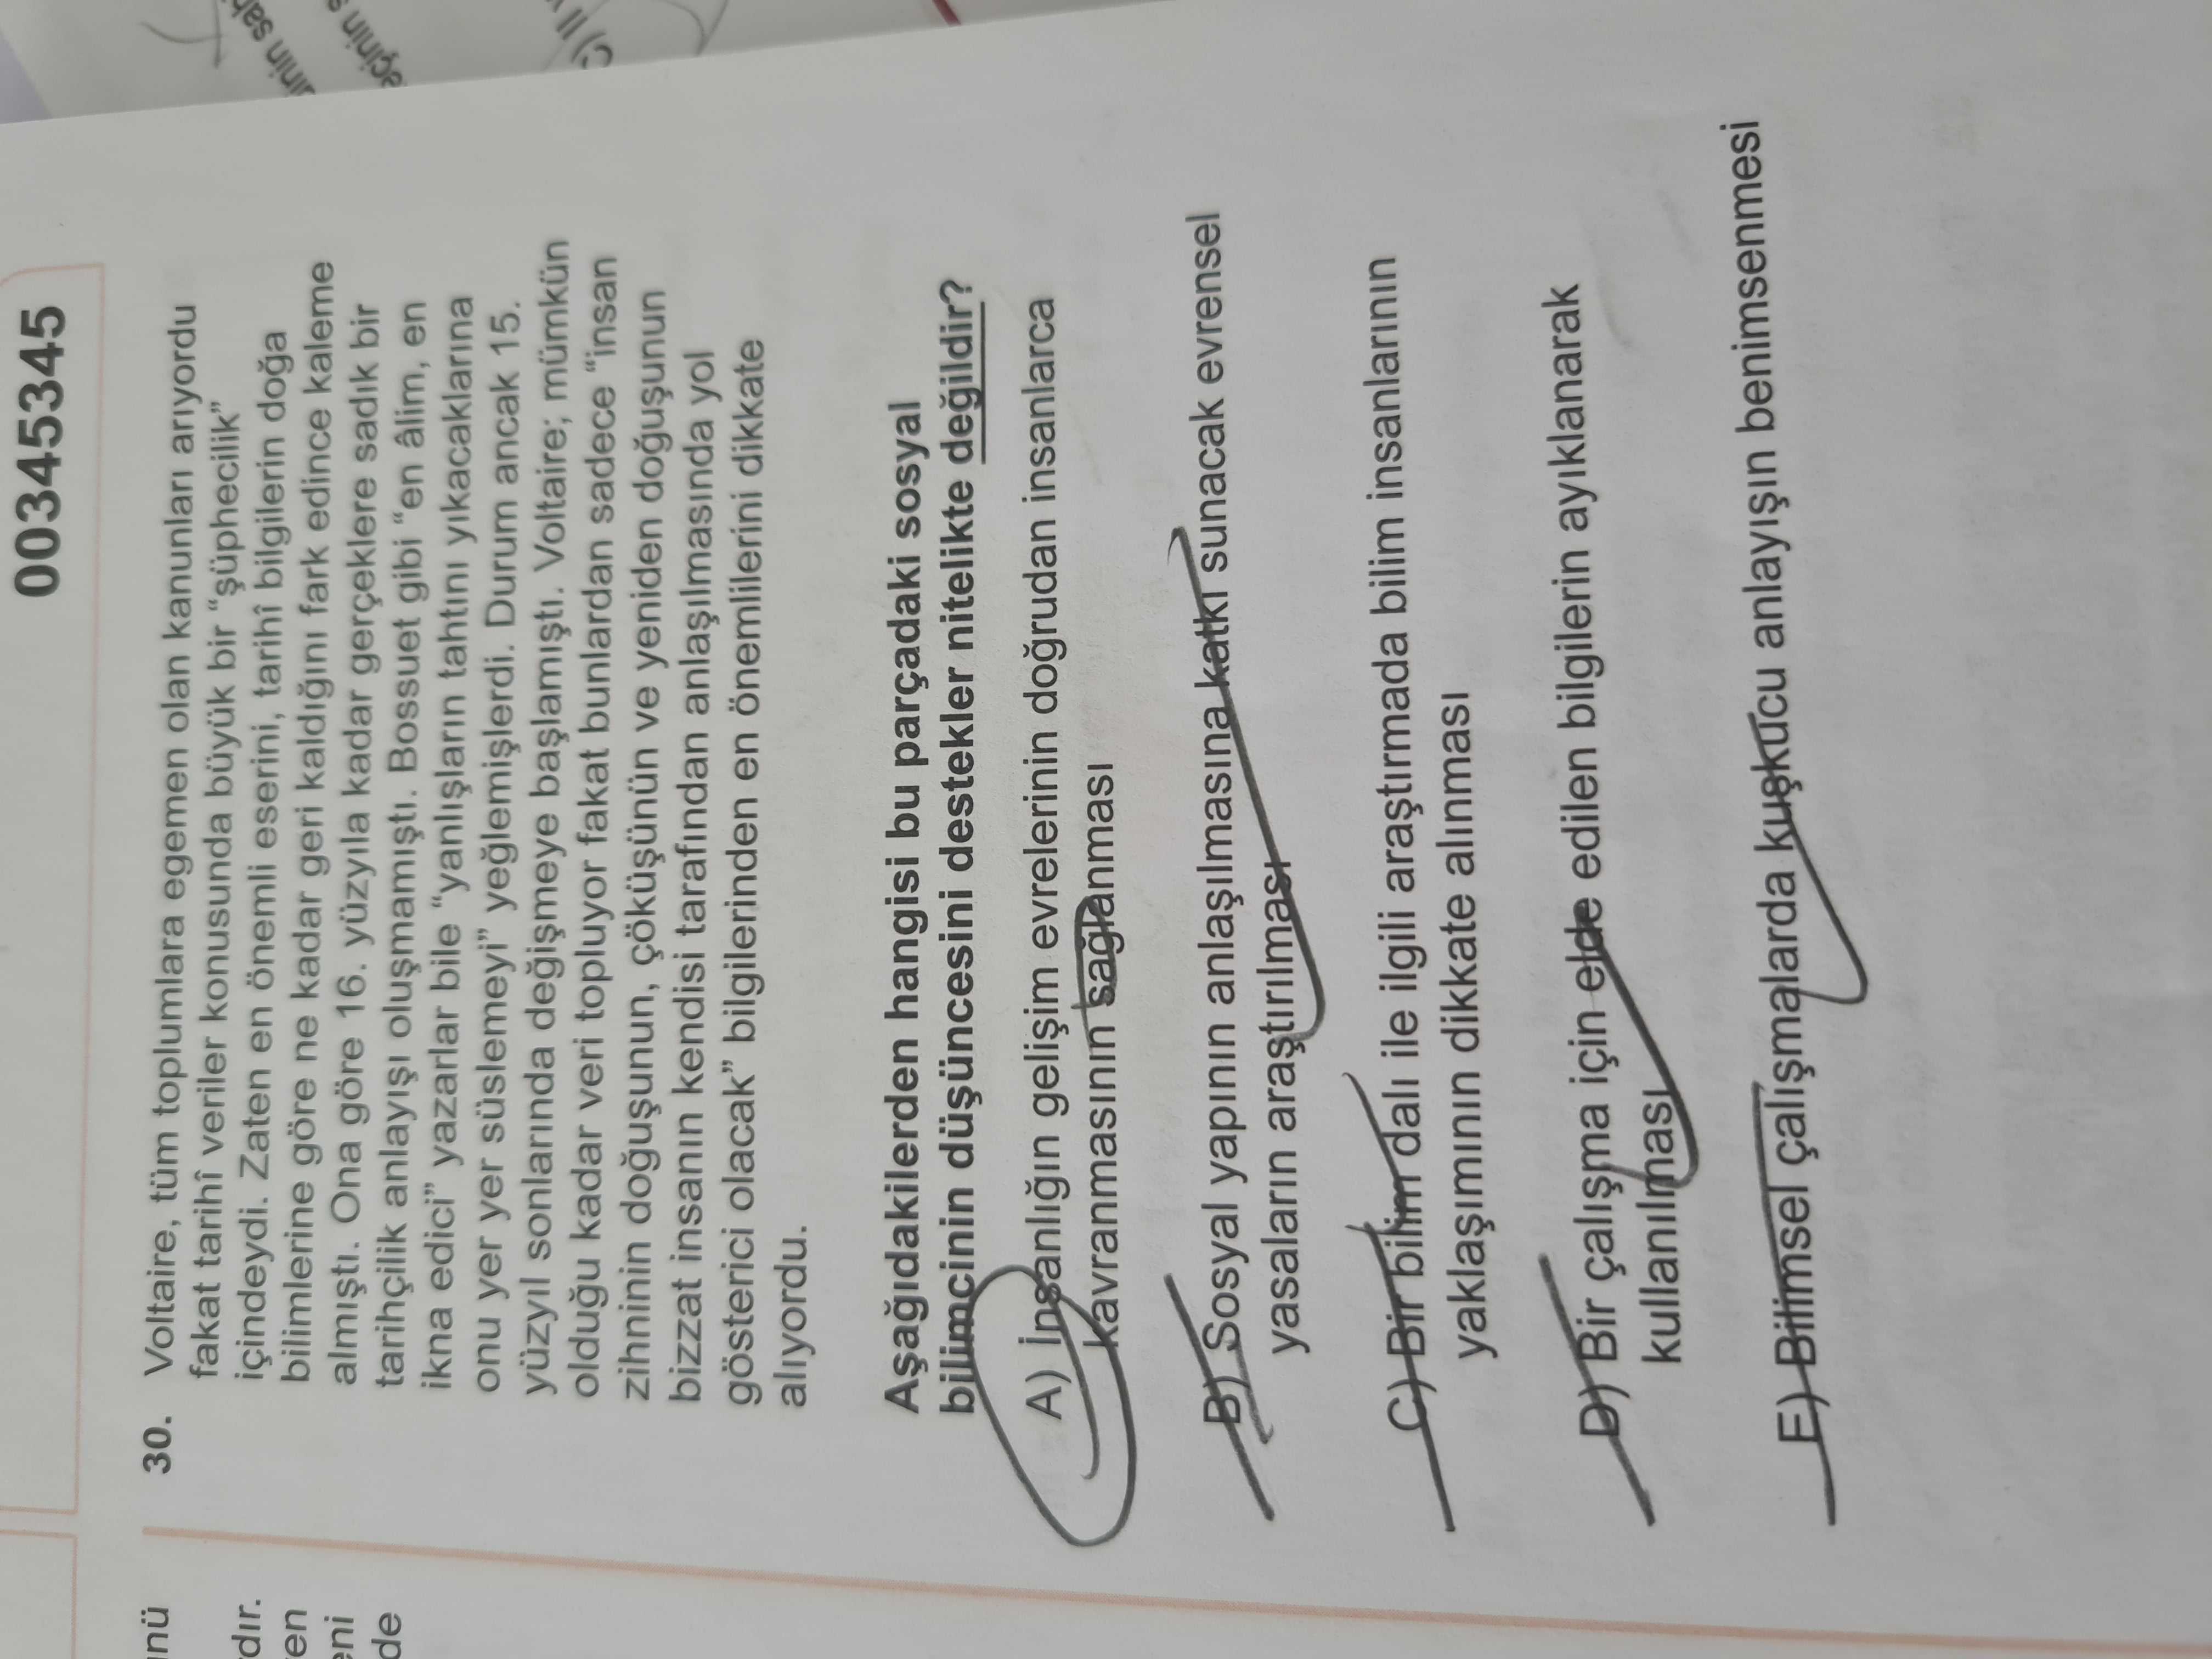 00345345
30. Voltaire, tüm toplumlara egemen olan kanunları arıyordu
fakat tarihî veriler konusunda büyük bir “şüphecilik”
içindeydi. Zaten en önemli eserini, tarihî bilgilerin doğa
bilimlerine göre ne kadar geri kaldığını fark edince kaleme
almıştı. Ona göre 16. yüzyıla kadar gerçeklere sadık bir
tarihçilik anlayışı oluşmamıştı. Bossuet gibi “en âlim, en
ikna edici” yazarlar bile “yanlışların tahtını yıkacaklarına
onu yer yer süslemeyi” yeğlemişlerdi. Durum ancak 15.
yüzyıl sonlarında değişmeye başlamıştı. Voltaire; mümkün
olduğu kadar veri topluyor fakat bunlardan sadece “insan
zihninin doğuşunun, çöküşünün ve yeniden doğuşunun
bizzat insanın kendisi tarafından anlaşılmasında yol
gösterici olacak” bilgilerinden en önemlilerini dikkate
alıyordu.
Aşağıdakilerden hangisi bu parçadaki sosyal
bilimcinin düşüncesini destekler nitelikte değildir?
A) İnsanlığın gelişim evrelerinin doğrudan insanlarca
kavranmasının sağlanması
B) Sosyal yapının anlaşılmasına katkı sunacak evrensel
yasaların araştırılması
C) Bir bilim dalı ile ilgili araştırmada bilim insanlarının
yaklaşımının dikkate alınması
D) Bir çalışma için elde edilen bilgilerin ayıklanarak
kullanılması
E) Bilimsel çalışmalarda kuşkucu anlayışın benimsenmesi
dır.
de